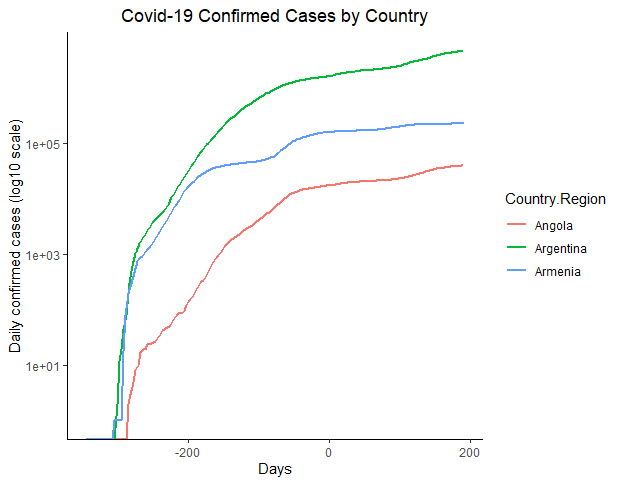 Covid-19 Confirmed Cases by Country
Daily confirmed cases (log10 scale)
1e+05
1e+03
1e+01
-200
0
200
Days
Country.Region
Angola
Argentina
Armenia